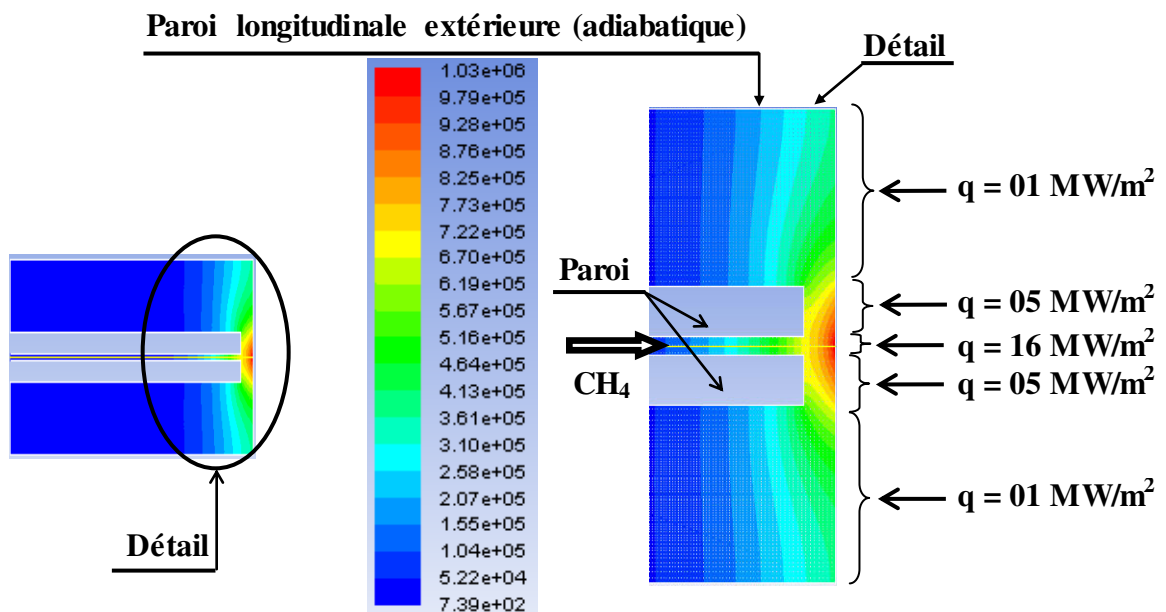 Paroi longitudinale extérieure (adiabatique)
Détail
1.03e+06
9.79e+05
9.28e+05
8.76e+05
8.25e+05
7.73e+05
7.22e+05
6.70e+05
6.19e+05
5.67e+05
5.16e+05
4.64e+05
4.13e+05
3.61e+05
3.10e+05
2.58e+05
2.07e+05
1.55e+05
1.04e+05
5.22e+04
7.39e+02
Paroi
CH4
q = 01 MW/m²
q = 05 MW/m²
q = 16 MW/m²
q = 05 MW/m²
q = 01 MW/m²
Détail